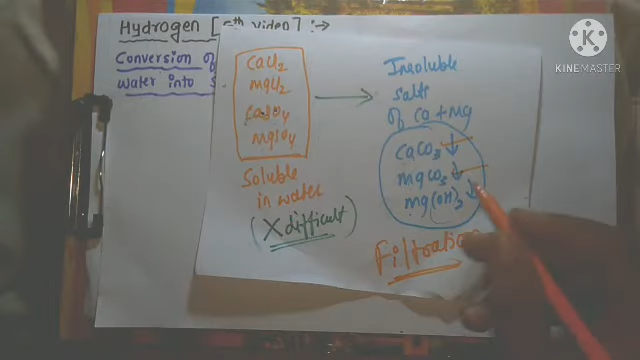 Hydrogen [ 5th video ] :→
Conversion of
water into S
CaCl2
MgCl2
CaSO4
MgSO4
Soluble
in water
(X difficult)
→
Insoluble
salts
of Ca + Mg
CaCO3 ↓
MgCO3 ↓
Mg(OH)2 ↓
Filtration
KINEMASTER